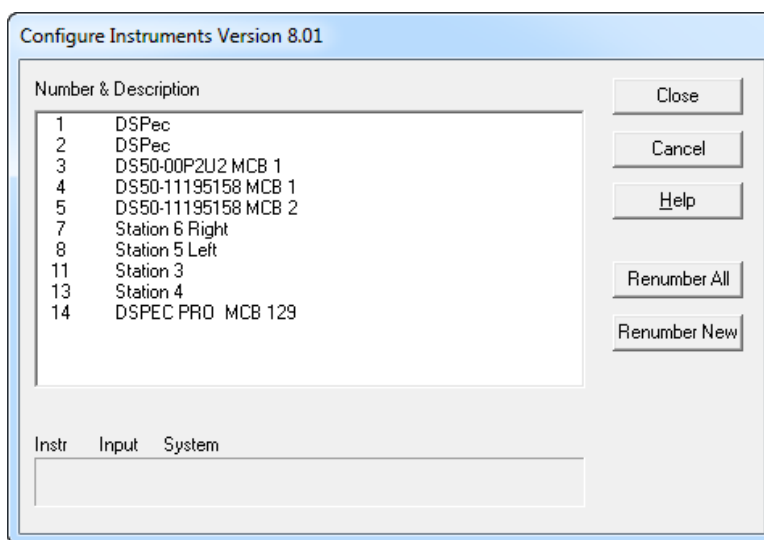 Configure Instruments Version 8.01
Number & Description
1 DSPec
2 DSPec
3 DS50-00P2U2 MCB 1
4 DS50-11195158 MCB 1
5 DS50-11195158 MCB 2
7 Station 6 Right
8 Station 5 Left
11 Station 3
13 Station 4
14 DSPEC PRO  MCB 129
Close
Cancel
Help
Renumber All
Renumber New
Instr Input System